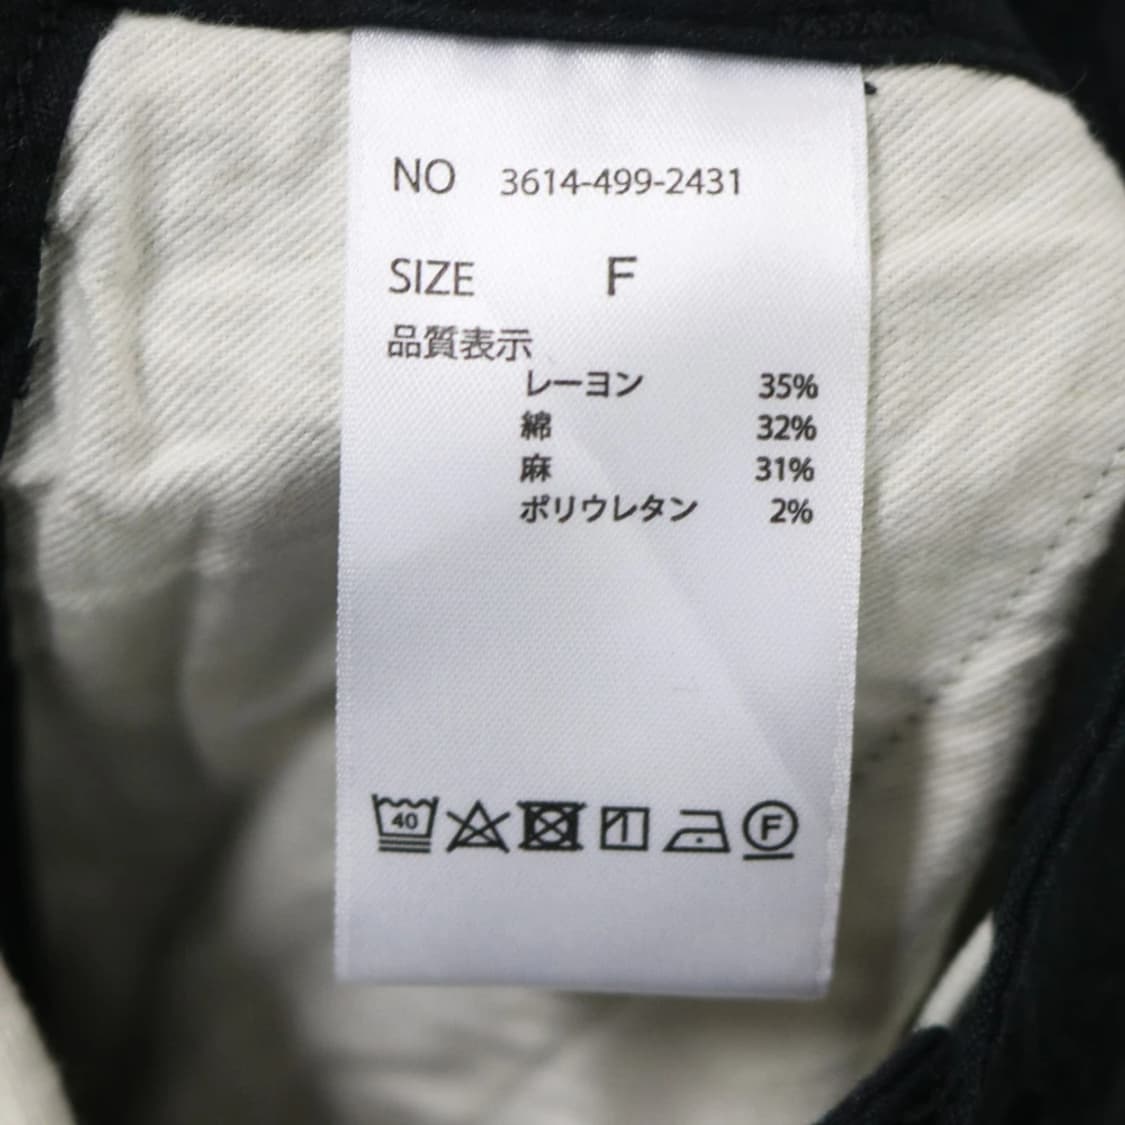 NO 3614-499-2431
SIZE F
品質表示
レーヨン 35%
綿 32%
麻 31%
ポリウレタン 2%
40 F